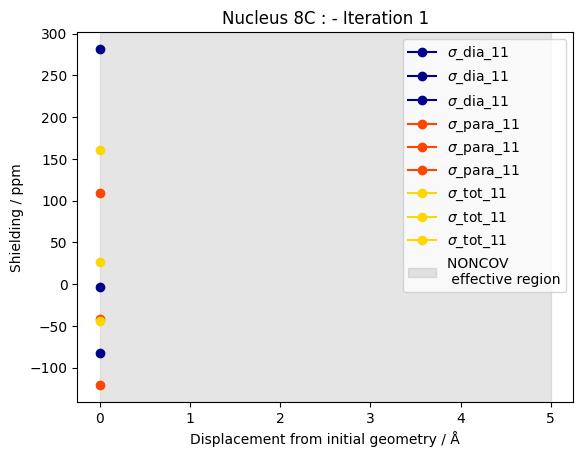 Nucleus 8C : - Iteration 1
Shielding / ppm
300
250
200
150
100
50
0
−50
−100
σ_dia_11
σ_dia_11
σ_dia_11
σ_para_11
σ_para_11
σ_para_11
σ_tot_11
σ_tot_11
σ_tot_11
NONCOV
effective region
0 1 2 3 4 5
Displacement from initial geometry / Å